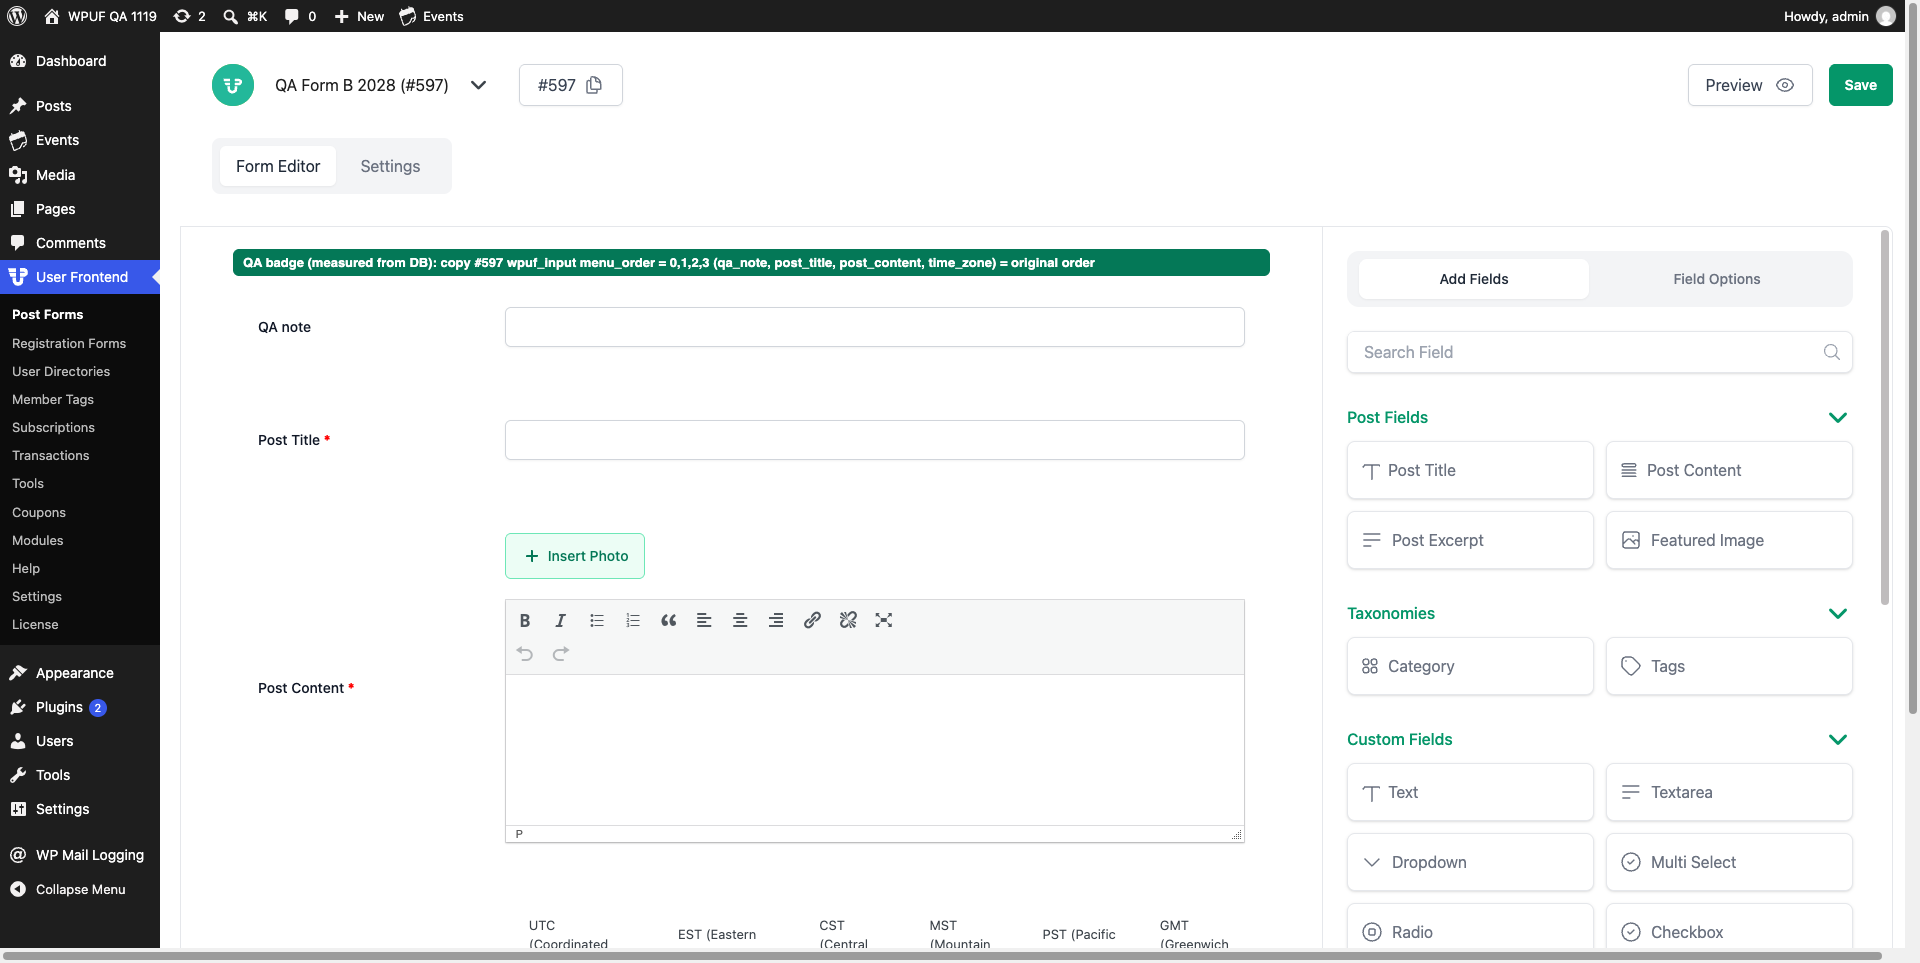 WPUF QA 1119
2
⌘K
0
New
Events
Howdy, admin
Dashboard
Posts
Events
Media
Pages
Comments
User Frontend
Post Forms
Registration Forms
User Directories
Member Tags
Subscriptions
Transactions
Tools
Coupons
Modules
Help
Settings
License
Appearance
Plugins 2
Users
Tools
Settings
WP Mail Logging
Collapse Menu
QA Form B 2028 (#597)
#597
Preview
Save
Form Editor
Settings
QA badge (measured from DB): copy #597 wpuf_input menu_order = 0,1,2,3 (qa_note, post_title, post_content, time_zone) = original order
QA note
Post Title *
Insert Photo
Post Content *
P
UTC
(Coordinated
EST (Eastern
CST
(Central
MST
(Mountain
PST (Pacific
GMT
(Greenwich
Add Fields
Field Options
Search Field
Post Fields
Post Title
Post Content
Post Excerpt
Featured Image
Taxonomies
Category
Tags
Custom Fields
Text
Textarea
Dropdown
Multi Select
Radio
Checkbox